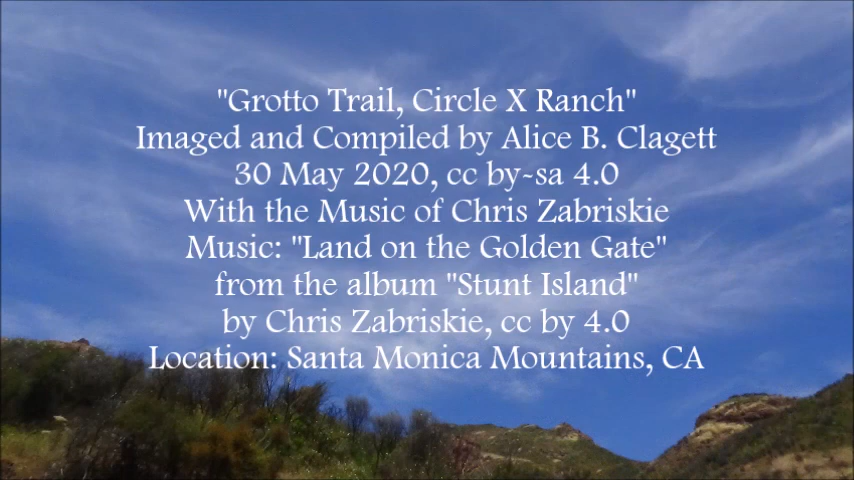 "Grotto Trail, Circle X Ranch"
Imaged and Compiled by Alice B. Clagett
30 May 2020, cc by-sa 4.0
With the Music of Chris Zabriskie
Music: "Land on the Golden Gate"
from the album "Stunt Island"
by Chris Zabriskie, cc by 4.0
Location: Santa Monica Mountains, CA